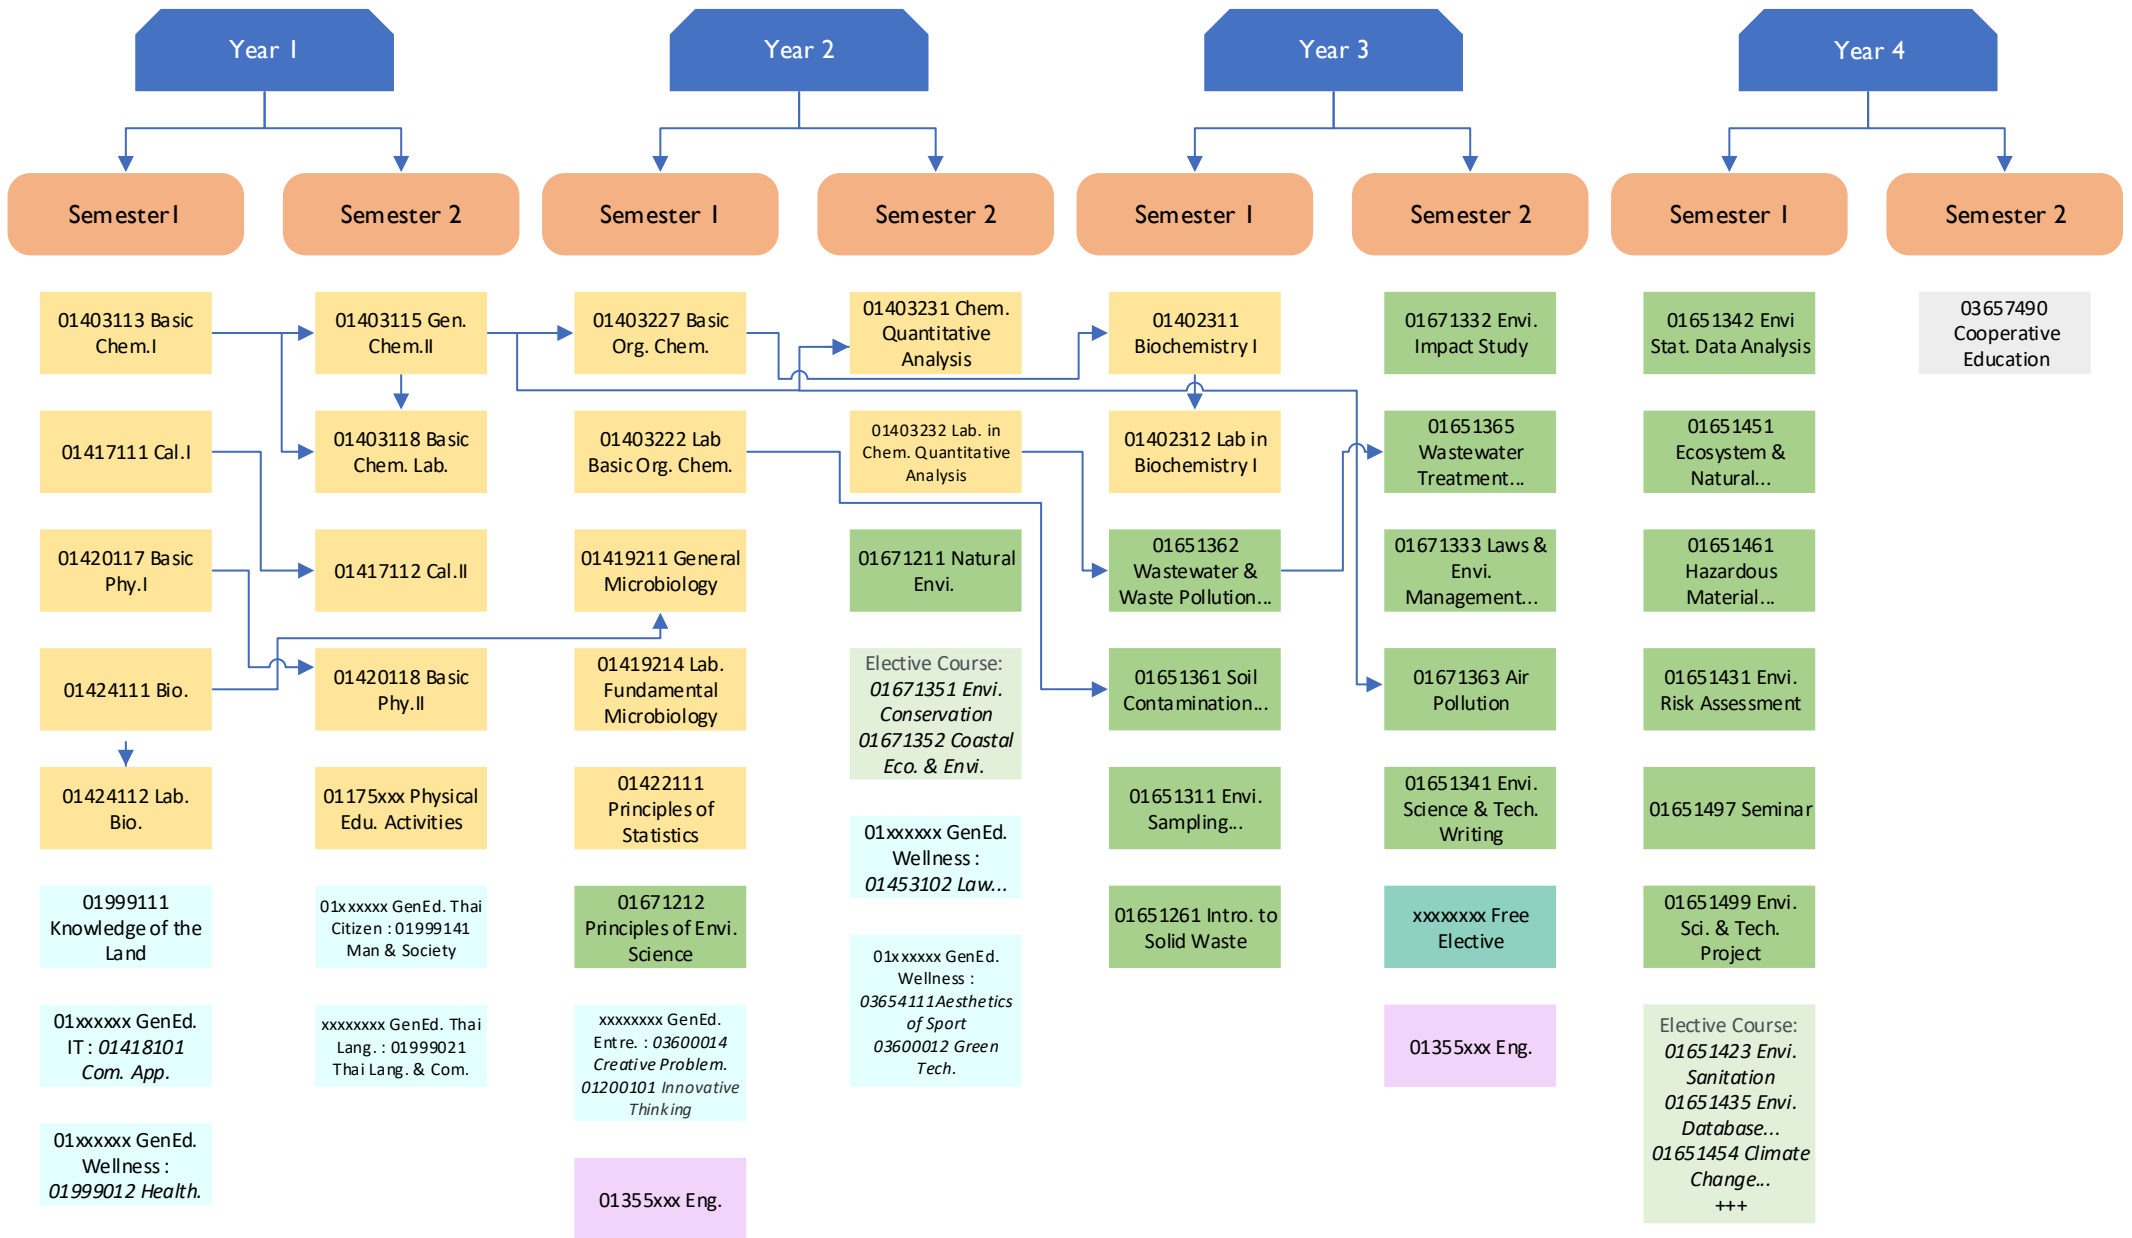 Year 1
Year 2
Year 3
Year 4
Semester1
Semester 2
Semester 1
Semester 2
Semester 1
Semester 2
Semester 1
Semester 2
01403113 Basic
Chem.I
01417111 Cal.I
01420117 Basic
Phy.I
01424111 Bio.
01424112 Lab.
Bio.
01999111
Knowledge of the
Land
01xxxxxx GenEd.
IT : 01418101
Com. App.
01xxxxxx GenEd.
Wellness :
01999012 Health.
01403115 Gen.
Chem.II
01403118 Basic
Chem. Lab.
01417112 Cal.II
01420118 Basic
Phy.II
01175xxx Physical
Edu. Activities
01xxxxxx GenEd. Thai
Citizen : 01999141
Man & Society
xxxxxxxx GenEd. Thai
Lang. : 01999021
Thai Lang. & Com.
01403227 Basic
Org. Chem.
01403222 Lab
Basic Org. Chem.
01419211 General
Microbiology
01419214 Lab.
Fundamental
Microbiology
01422111
Principles of
Statistics
01671212
Principles of Envi.
Science
xxxxxxxx GenEd.
Entre. : 03600014
Creative Problem.
01200101 Innovative
Thinking
01355xxx Eng.
01403231 Chem.
Quantitative
Analysis
01403232 Lab. in
Chem. Quantitative
Analysis
01671211 Natural
Envi.
Elective Course:
01671351 Envi.
Conservation
01671352 Coastal
Eco. & Envi.
01xxxxxx GenEd.
Wellness :
01453102 Law...
01xxxxxx GenEd.
Wellness :
03654111Aesthetics
of Sport
03600012 Green
Tech.
01402311
Biochemistry I
01402312 Lab in
Biochemistry I
01651362
Wastewater &
Waste Pollution...
01651361 Soil
Contamination...
01651311 Envi.
Sampling...
01651261 Intro. to
Solid Waste
01671332 Envi.
Impact Study
01651365
Wastewater
Treatment...
01671333 Laws &
Envi.
Management...
01671363 Air
Pollution
01651341 Envi.
Science & Tech.
Writing
xxxxxxxx Free
Elective
01355xxx Eng.
01651342 Envi
Stat. Data Analysis
01651451
Ecosystem &
Natural...
01651461
Hazardous
Material...
01651431 Envi.
Risk Assessment
01651497 Seminar
01651499 Envi.
Sci. & Tech.
Project
Elective Course:
01651423 Envi.
Sanitation
01651435 Envi.
Database...
01651454 Climate
Change...
+++
03657490
Cooperative
Education